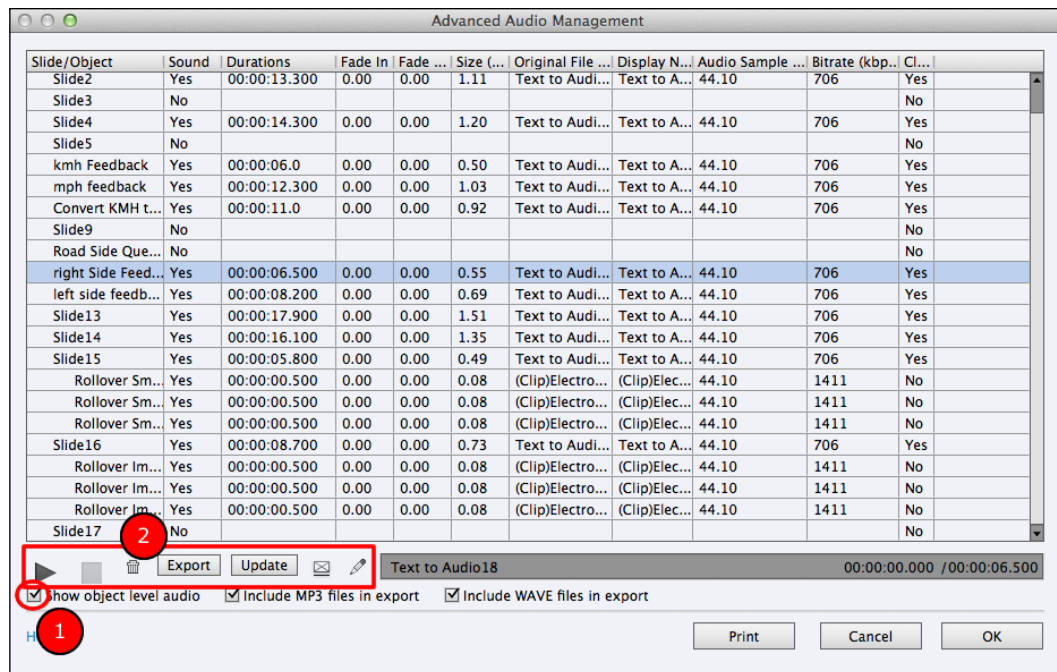 Advanced Audio Management
Slide/Object Sound Durations Fade In Fade ... Size (... Original File ... Display N... Audio Sample ... Bitrate (kbp... Cl...
Slide2 Yes 00:00:13.300 0.00 0.00 1.11 Text to Audi... Text to A... 44.10 706 Yes
Slide3 No No
Slide4 Yes 00:00:14.300 0.00 0.00 1.20 Text to Audi... Text to A... 44.10 706 Yes
Slide5 No No
kmh Feedback Yes 00:00:06.0 0.00 0.00 0.50 Text to Audi... Text to A... 44.10 706 Yes
mph feedback Yes 00:00:12.300 0.00 0.00 1.03 Text to Audi... Text to A... 44.10 706 Yes
Convert KMH t... Yes 00:00:11.0 0.00 0.00 0.92 Text to Audi... Text to A... 44.10 706 Yes
Slide9 No No
Road Side Que... No No
right Side Feed... Yes 00:00:06.500 0.00 0.00 0.55 Text to Audi... Text to A... 44.10 706 Yes
left side feedb... Yes 00:00:08.200 0.00 0.00 0.69 Text to Audi... Text to A... 44.10 706 Yes
Slide13 Yes 00:00:17.900 0.00 0.00 1.51 Text to Audi... Text to A... 44.10 706 Yes
Slide14 Yes 00:00:16.100 0.00 0.00 1.35 Text to Audi... Text to A... 44.10 706 Yes
Slide15 Yes 00:00:05.800 0.00 0.00 0.49 Text to Audi... Text to A... 44.10 706 Yes
Rollover Sm... Yes 00:00:00.500 0.00 0.00 0.08 (Clip)Electro... (Clip)Elec... 44.10 1411 No
Rollover Sm... Yes 00:00:00.500 0.00 0.00 0.08 (Clip)Electro... (Clip)Elec... 44.10 1411 No
Rollover Sm... Yes 00:00:00.500 0.00 0.00 0.08 (Clip)Electro... (Clip)Elec... 44.10 1411 No
Slide16 Yes 00:00:08.700 0.00 0.00 0.73 Text to Audi... Text to A... 44.10 706 Yes
Rollover Im... Yes 00:00:00.500 0.00 0.00 0.08 (Clip)Electro... (Clip)Elec... 44.10 1411 No
Rollover Im... Yes 00:00:00.500 0.00 0.00 0.08 (Clip)Electro... (Clip)Elec... 44.10 1411 No
Rollover Im... Yes 00:00:00.500 0.00 0.00 0.08 (Clip)Electro... (Clip)Elec... 44.10 1411 No
Slide17 No No
2
Export Update Text to Audio18 00:00:00.000 /00:00:06.500
Show object level audio Include MP3 files in export Include WAVE files in export
1
Print Cancel OK